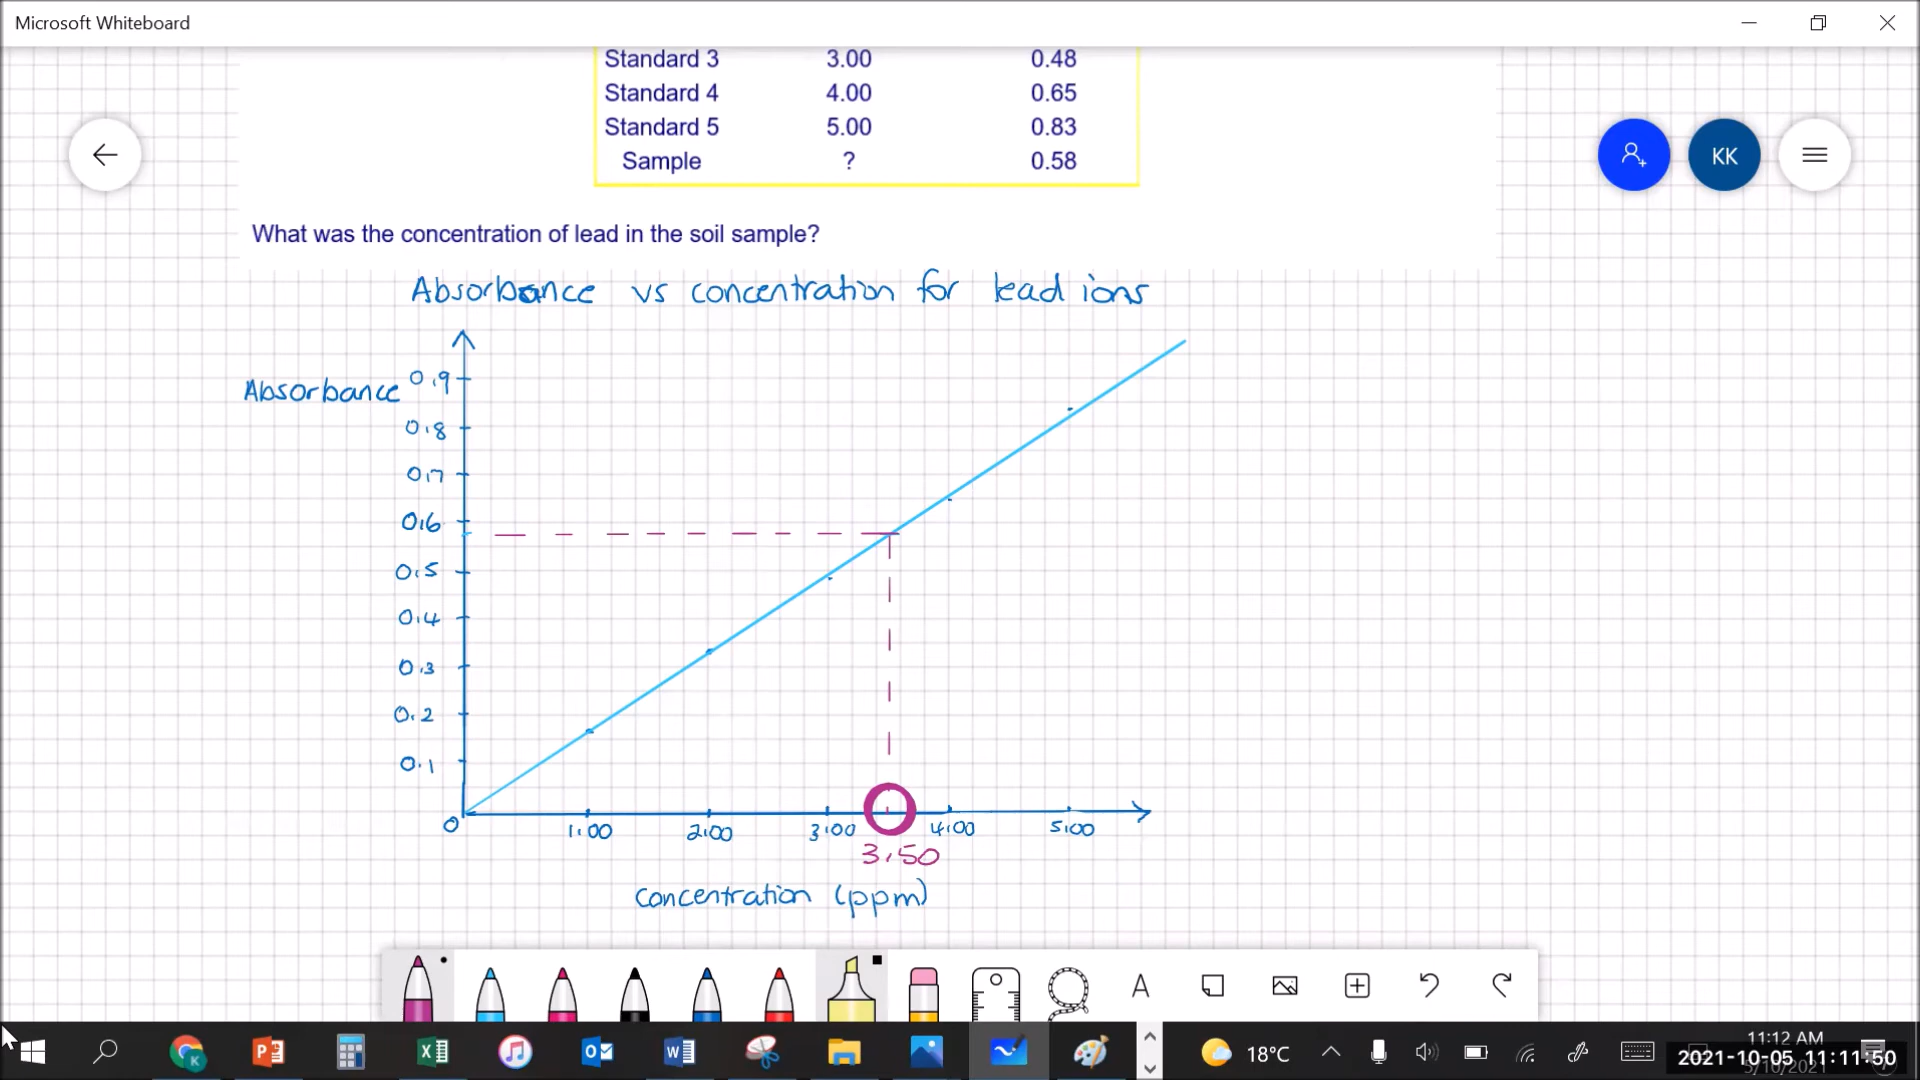 Microsoft Whiteboard
Standard 3 3.00 0.48
Standard 4 4.00 0.65
Standard 5 5.00 0.83
Sample ? 0.58
KK
What was the concentration of lead in the soil sample?
Absorbance vs concentration for lead ions
Absorbance
0.9
0.8
0.7
0.6
0.5
0.4
0.3
0.2
0.1
0 1.00 2.00 3.00 4.00 5.00
3.50
Concentration (ppm)
A
18°C
11:12 AM
2021-10-05 11:11:50